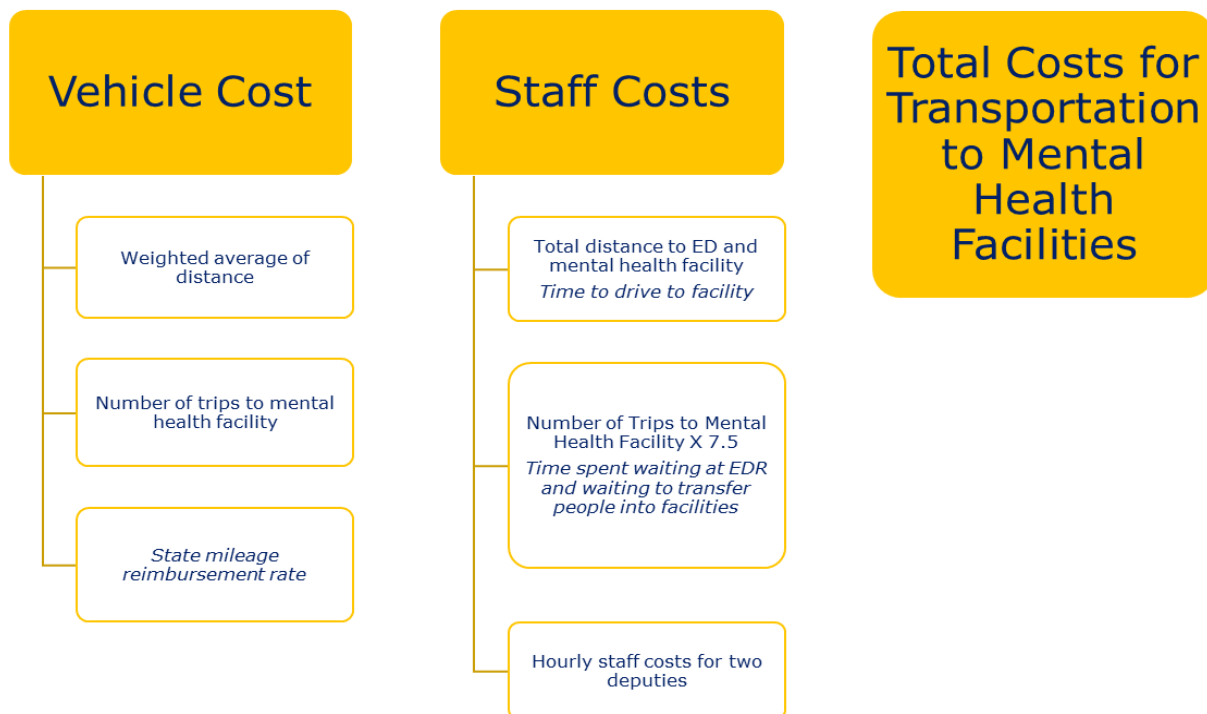 Vehicle Cost
Weighted average of
distance
Number of trips to mental
health facility
State mileage
reimbursement rate
Staff Costs
Total distance to ED and
mental health facility
Time to drive to facility
Number of Trips to Mental
Health Facility X 7.5
Time spent waiting at EDR
and waiting to transfer
people into facilities
Hourly staff costs for two
deputies
Total Costs for
Transportation
to Mental
Health
Facilities